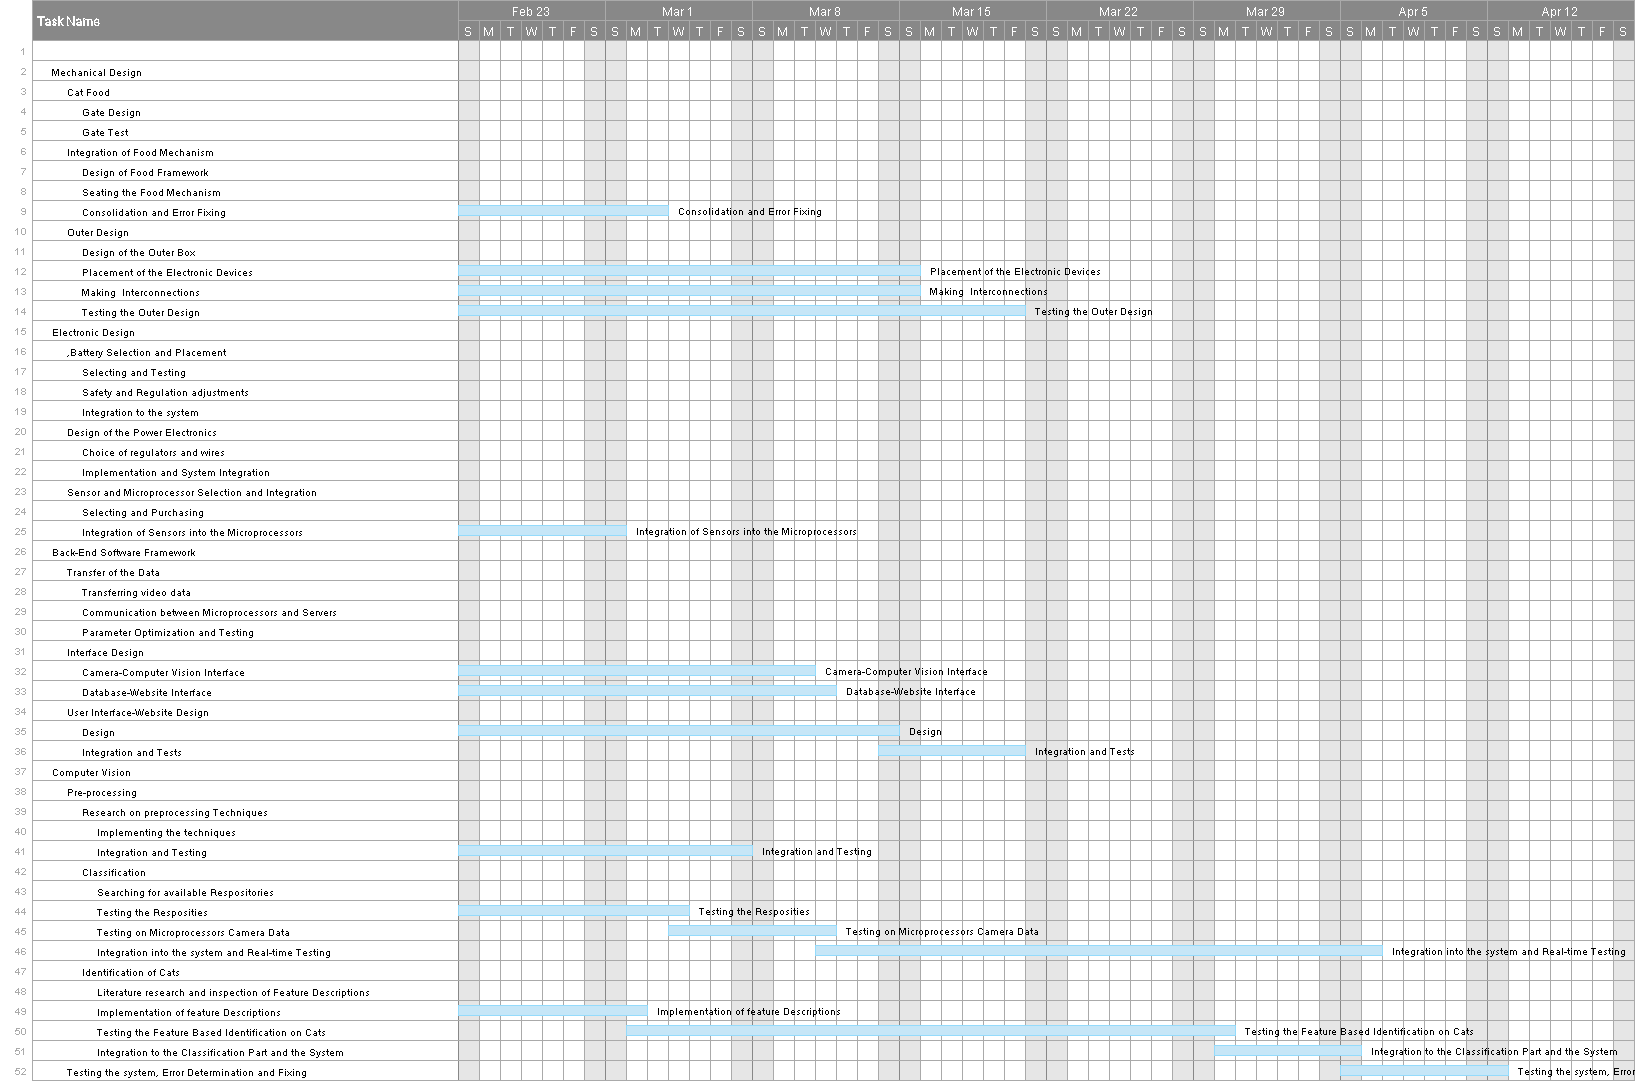 Task Name Feb 23 Mar 1 Mar 8 Mar 15 Mar 22 Mar 29 Apr 5 Apr 12
S M T W T F S S M T W T F S S M T W T F S S M T W T F S S M T W T F S S M T W T F S S M T W T F S S M T W T F S
1
2 Mechanical Design
3 Cat Food
4 Gate Design
5 Gate Test
6 Integration of Food Mechanism
7 Design of Food Framework
8 Seating the Food Mechanism
9 Consolidation and Error Fixing Consolidation and Error Fixing
10 Outer Design
11 Design of the Outer Box
12 Placement of the Electronic Devices Placement of the Electronic Devices
13 Making Interconnections Making Interconnections
14 Testing the Outer Design Testing the Outer Design
15 Electronic Design
16 ,Battery Selection and Placement
17 Selecting and Testing
18 Safety and Regulation adjustments
19 Integration to the system
20 Design of the Power Electronics
21 Choice of regulators and wires
22 Implementation and System Integration
23 Sensor and Microprocessor Selection and Integration
24 Selecting and Purchasing
25 Integration of Sensors into the Microprocessors Integration of Sensors into the Microprocessors
26 Back-End Software Framework
27 Transfer of the Data
28 Transferring video data
29 Communication between Microprocessors and Servers
30 Parameter Optimization and Testing
31 Interface Design
32 Camera-Computer Vision Interface Camera-Computer Vision Interface
33 Database-Website Interface Database-Website Interface
34 User Interface-Website Design
35 Design Design
36 Integration and Tests Integration and Tests
37 Computer Vision
38 Pre-processing
39 Research on preprocessing Techniques
40 Implementing the techniques
41 Integration and Testing Integration and Testing
42 Classification
43 Searching for available Respositories
44 Testing the Resposities Testing the Resposities
45 Testing on Microprocessors Camera Data Testing on Microprocessors Camera Data
46 Integration into the system and Real-time Testing Integration into the system and Real-time Testing
47 Identification of Cats
48 Literature research and inspection of Feature Descriptions
49 Implementation of feature Descriptions Implementation of feature Descriptions
50 Testing the Feature Based Identification on Cats Testing the Feature Based Identification on Cats
51 Integration to the Classification Part and the System Integration to the Classification Part and the System
52 Testing the system, Error Determination and Fixing Testing the system, Error